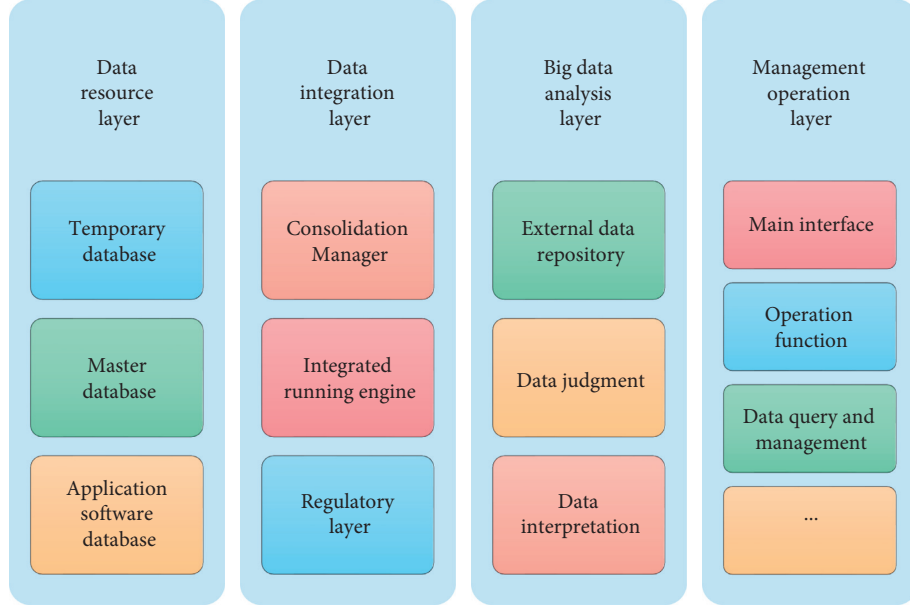 Data
resource
layer
Temporary
database
Master
database
Application
software
database
Data
integration
layer
Consolidation
Manager
Integrated
running engine
Regulatory
layer
Big data
analysis
layer
External data
repository
Data judgment
Data
interpretation
Management
operation
layer
Main interface
Operation
function
Data query and
management
...